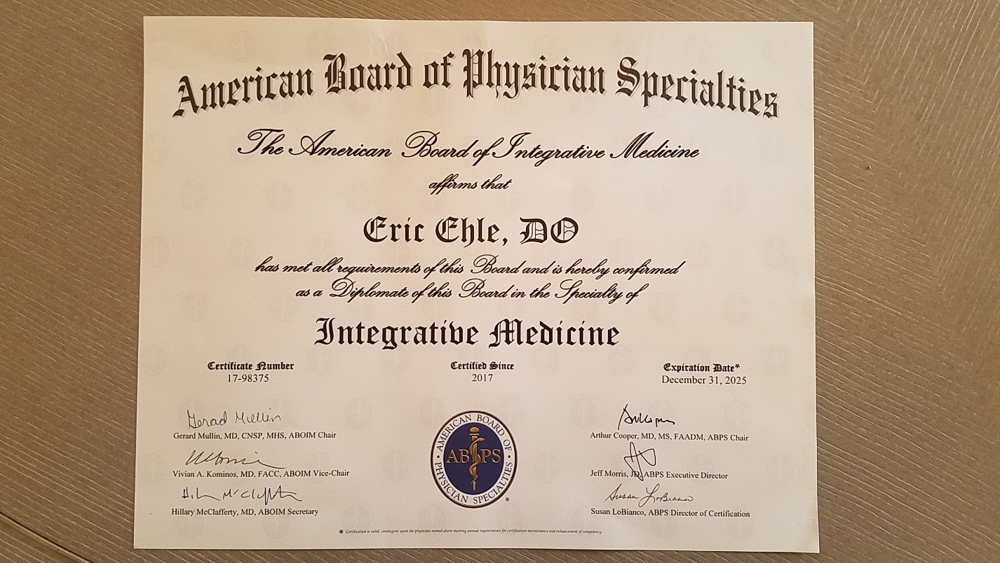 American Board of Physician Specialties
The American Board of Integrative Medicine
affirms that
Eric Ehle, DO
has met all requirements of this Board and is hereby confirmed
as a Diplomate of this Board in the Specialty of
Integrative Medicine
Certificate Number
17-98375
Certified Since
2017
Expiration Date*
December 31, 2025
Gerad Mullin
Gerard Mullin, MD, CNSP, MHS, ABOIM Chair
Vivian A. Kominos, MD, FACC, ABOIM Vice-Chair
Hillary McClafferty, MD, ABOIM Secretary
AMERICAN BOARD OF
ABPS
PHYSICIAN SPECIALTIES
®
Arthur Cooper, MD, MS, FAADM, ABPS Chair
Jeff Morris, JD, ABPS Executive Director
Susan LoBianco
Susan LoBianco, ABPS Director of Certification
* Certification is valid, contingent upon the physician named above meeting annual requirements for certification maintenance and enhancement of competency